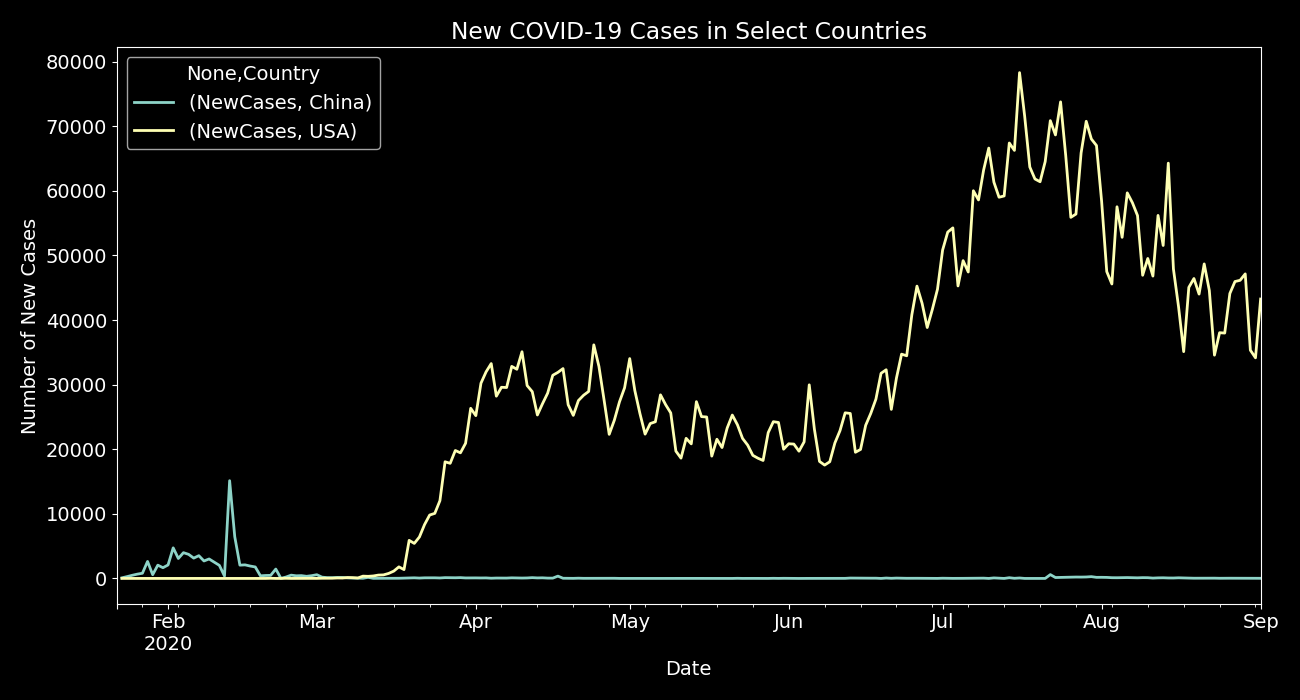 New COVID-19 Cases in Select Countries
None,Country
(NewCases, China)
(NewCases, USA)
Number of New Cases
80000
70000
60000
50000
40000
30000
20000
10000
0
Feb Mar Apr May Jun Jul Aug Sep
2020
Date